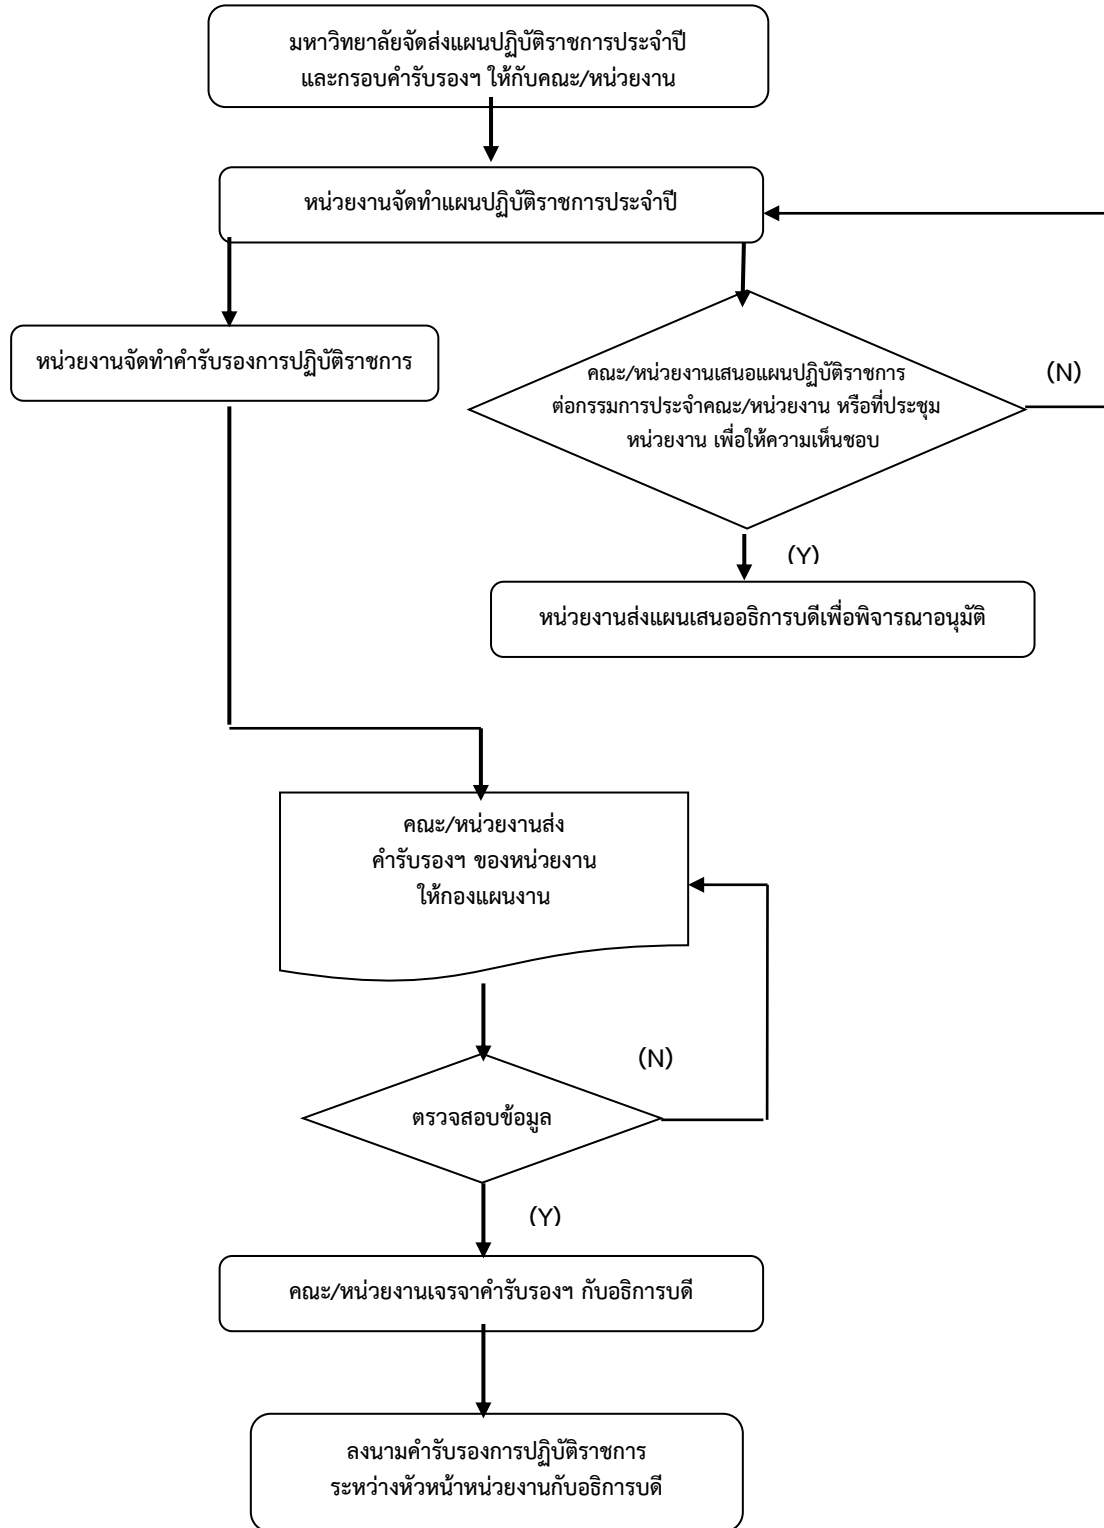 มหาวิทยาลัยจัดส่งแผนปฏิบัติราชการประจำปี
และกรอบคำรับรองฯ ให้กับคณะ/หน่วยงาน
หน่วยงานจัดทำแผนปฏิบัติราชการประจำปี
หน่วยงานจัดทำคำรับรองการปฏิบัติราชการ
คณะ/หน่วยงานเสนอแผนปฏิบัติราชการ
ต่อกรรมการประจำคณะ/หน่วยงาน หรือที่ประชุม
หน่วยงาน เพื่อให้ความเห็นชอบ
(N)
(Y)
หน่วยงานส่งแผนเสนออธิการบดีเพื่อพิจารณาอนุมัติ
คณะ/หน่วยงานส่ง
คำรับรองฯ ของหน่วยงาน
ให้กองแผนงาน
(N)
ตรวจสอบข้อมูล
(Y)
คณะ/หน่วยงานเจรจาคำรับรองฯ กับอธิการบดี
ลงนามคำรับรองการปฏิบัติราชการ
ระหว่างหัวหน้าหน่วยงานกับอธิการบดี